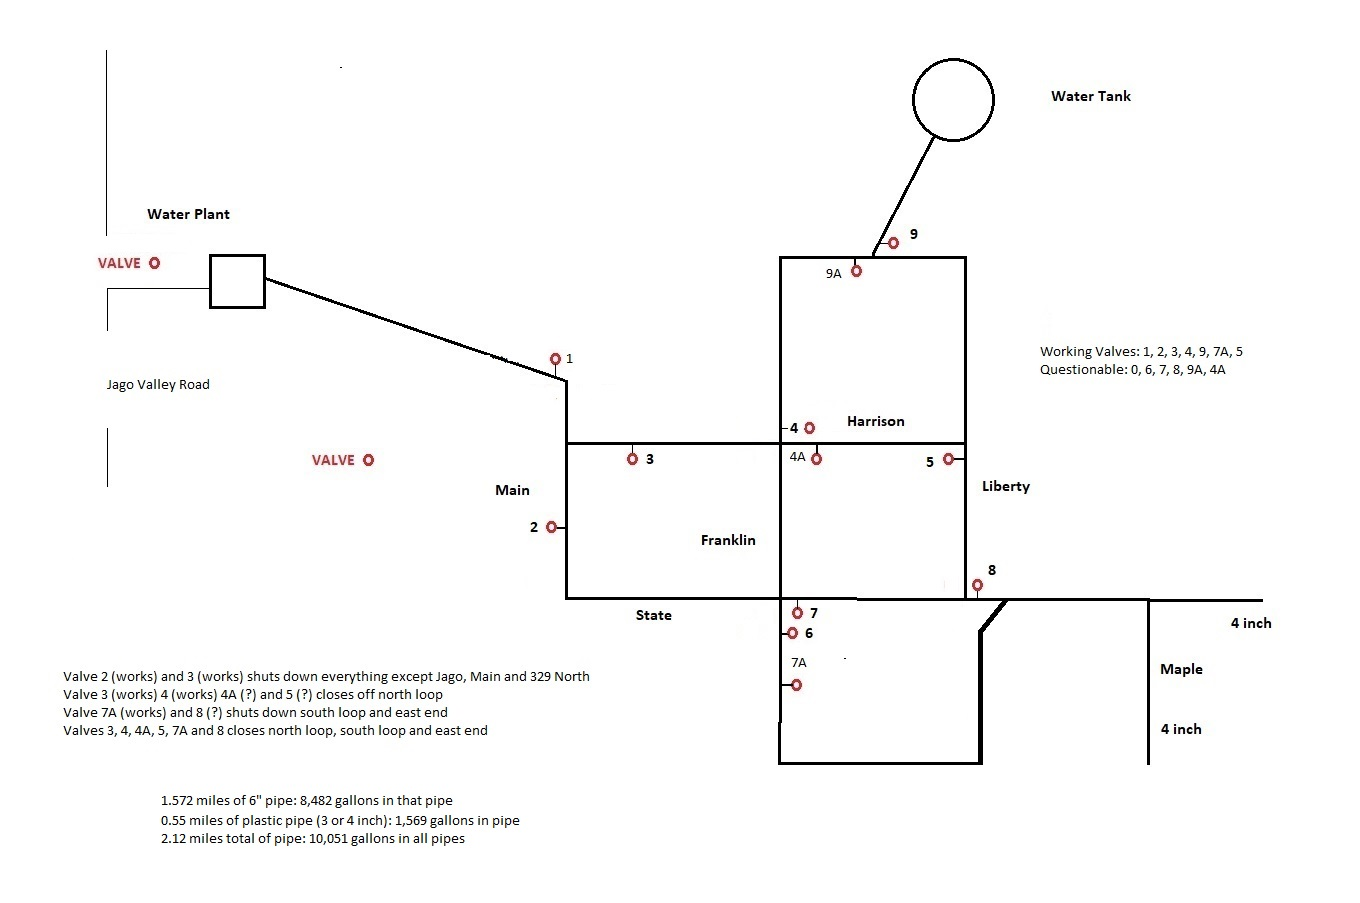 Water Tank
Water Plant
9
VALVE
9A
1
Working Valves: 1, 2, 3, 4, 9, 7A, 5
Questionable: 0, 6, 7, 8, 9A, 4A
Jago Valley Road
4
Harrison
VALVE
3
4A
5
Main
Liberty
2
Franklin
8
State
7
6
4 inch
7A
Maple
4 inch
Valve 2 (works) and 3 (works) shuts down everything except Jago, Main and 329 North
Valve 3 (works) 4 (works) 4A (?) and 5 (?) closes off north loop
Valve 7A (works) and 8 (?) shuts down south loop and east end
Valves 3, 4, 4A, 5, 7A and 8 closes north loop, south loop and east end
1.572 miles of 6" pipe: 8,482 gallons in that pipe
0.55 miles of plastic pipe (3 or 4 inch): 1,569 gallons in pipe
2.12 miles total of pipe: 10,051 gallons in all pipes